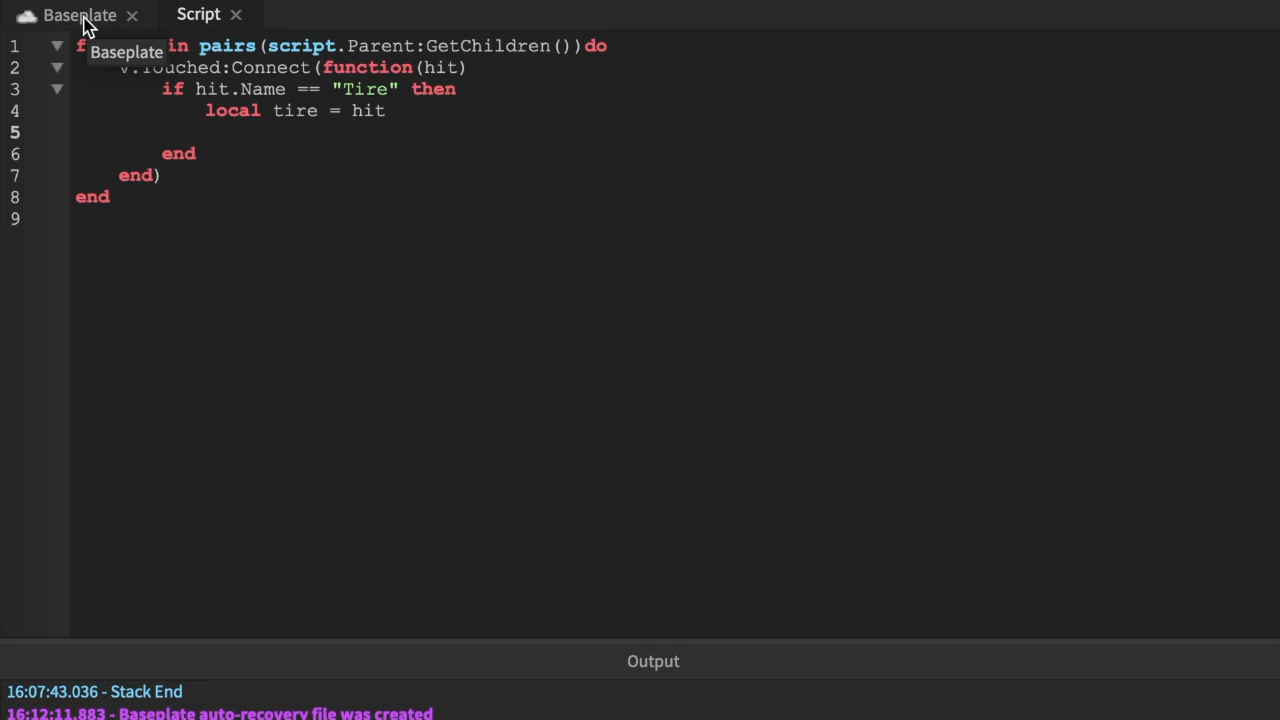 Baseplate Script
1 in pairs(script.Parent:GetChildren())do
Baseplate
2 v.Touched:Connect(function(hit)
3 if hit.Name == "Tire" then
4 local tire = hit
5
6 end
7 end)
8 end
9
Output
16:07:43.036 - Stack End
16:12:11.883 - Baseplate auto-recovery file was created